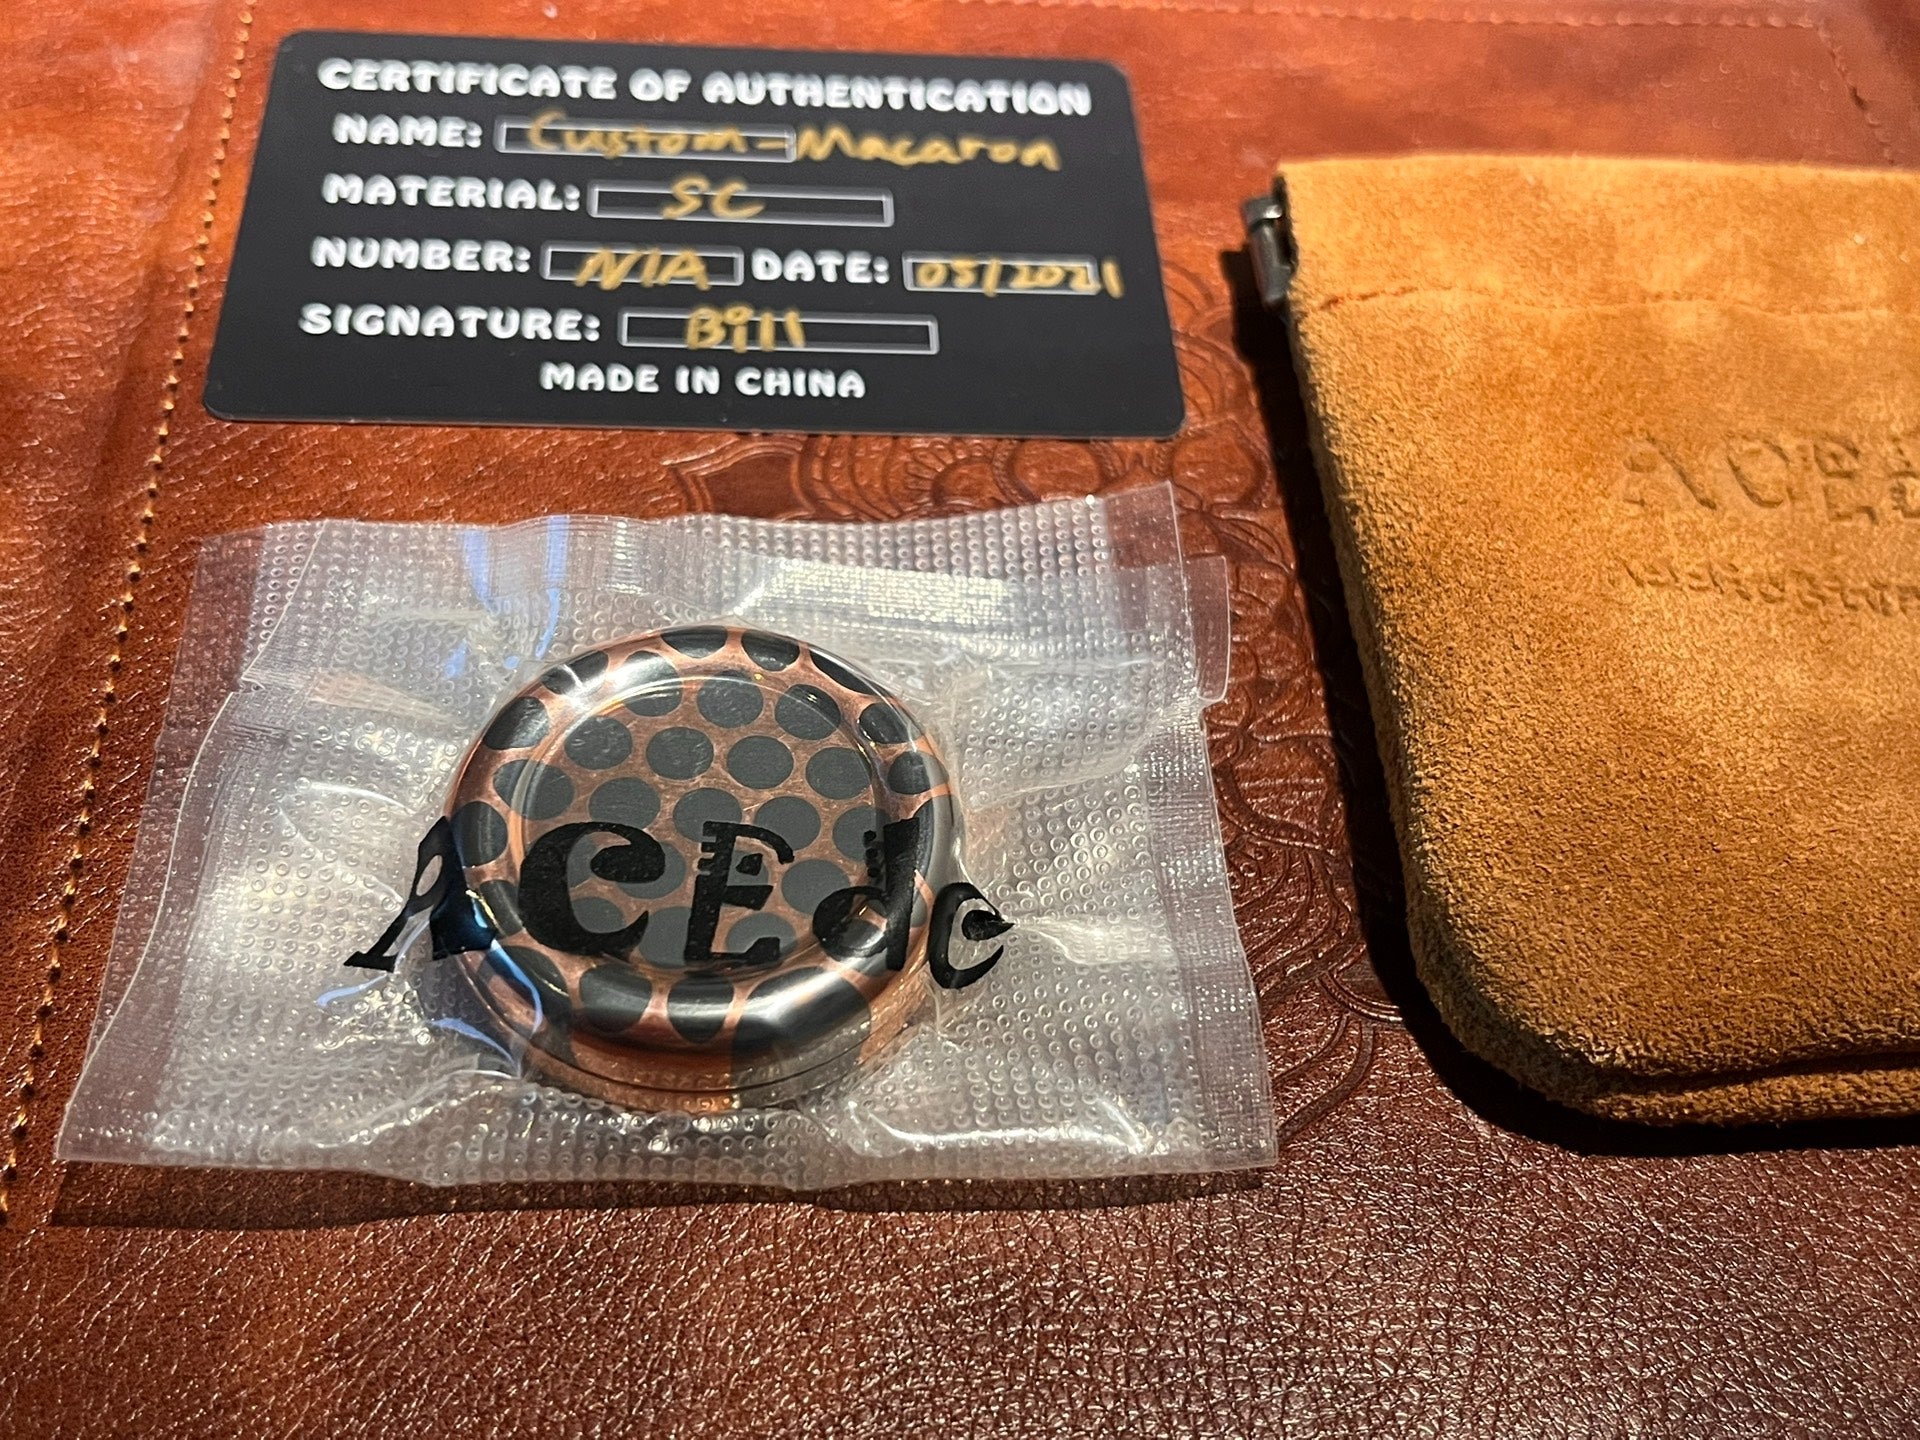 CERTIFICATE OF AUTHENTICATION
NAME: Custom-Macaron
MATERIAL: SC
NUMBER: N/A DATE: 05/2021
SIGNATURE: Bill
MADE IN CHINA
ACEdc